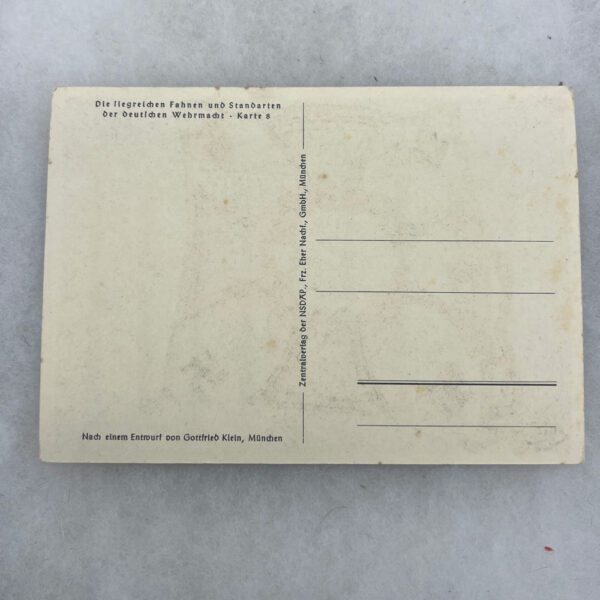 Die siegreichen Fahnen und Standarten
der deutschen Wehrmacht - Karte 8
Zentralverlag der NSDAP., Frz. Eher Nachf., GmbH., München
Nach einem Entwurf von Gottfried Klein, München